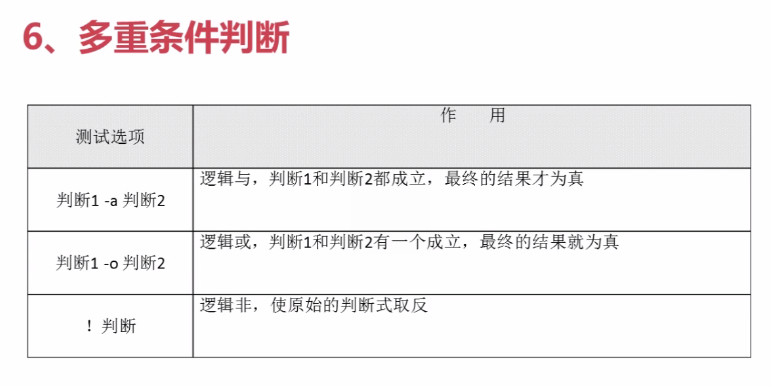 6、多重条件判断
测试选项
作 用
判断1 -a 判断2
逻辑与，判断1和判断2都成立，最终的结果才为真
判断1 -o 判断2
逻辑或，判断1和判断2有一个成立，最终的结果就为真
！判断
逻辑非，使原始的判断式取反